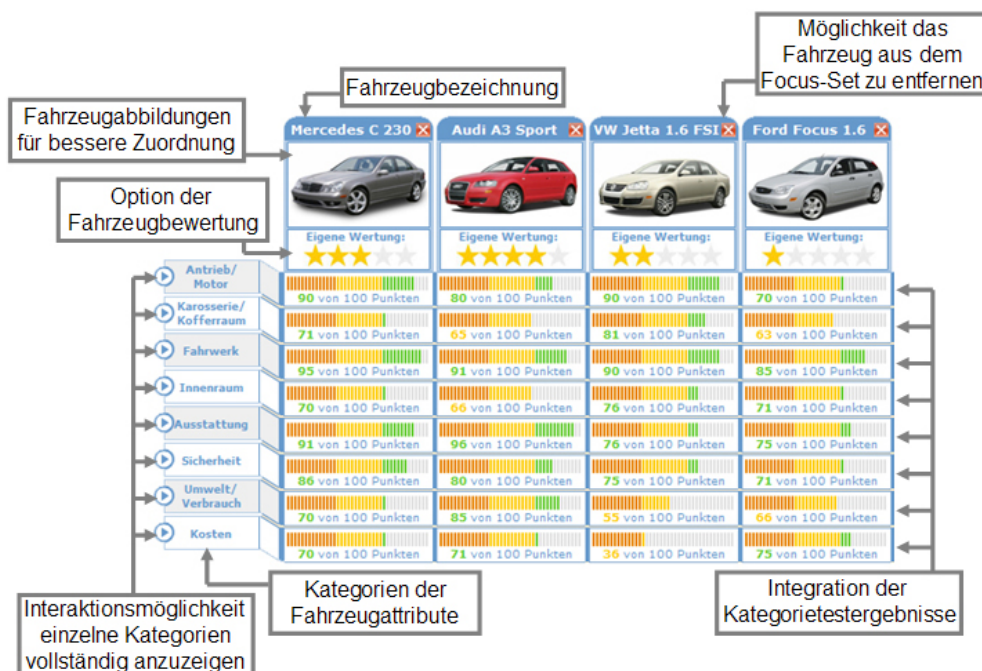 Möglichkeit das
Fahrzeug aus dem
Focus-Set zu entfernen
Fahrzeugbezeichnung
Fahrzeugabbildungen
für bessere Zuordnung
Option der
Fahrzeugbewertung
Mercedes C 230
Audi A3 Sport
VW Jetta 1.6 FSI
Ford Focus 1.6
Eigene Wertung:
Eigene Wertung:
Eigene Wertung:
Eigene Wertung:
Antrieb/
Motor
90 von 100 Punkten
80 von 100 Punkten
90 von 100 Punkten
70 von 100 Punkten
Karosserie/
Kofferraum
71 von 100 Punkten
65 von 100 Punkten
81 von 100 Punkten
63 von 100 Punkten
Fahrwerk
95 von 100 Punkten
91 von 100 Punkten
90 von 100 Punkten
85 von 100 Punkten
Innenraum
70 von 100 Punkten
66 von 100 Punkten
76 von 100 Punkten
71 von 100 Punkten
Ausstattung
91 von 100 Punkten
96 von 100 Punkten
76 von 100 Punkten
75 von 100 Punkten
Sicherheit
86 von 100 Punkten
80 von 100 Punkten
75 von 100 Punkten
71 von 100 Punkten
Umwelt/
Verbrauch
70 von 100 Punkten
85 von 100 Punkten
55 von 100 Punkten
66 von 100 Punkten
Kosten
70 von 100 Punkten
71 von 100 Punkten
36 von 100 Punkten
75 von 100 Punkten
Interaktionsmöglichkeit
einzelne Kategorien
vollständig anzuzeigen
Kategorien der
Fahrzeugattribute
Integration der
Kategorietestergebnisse